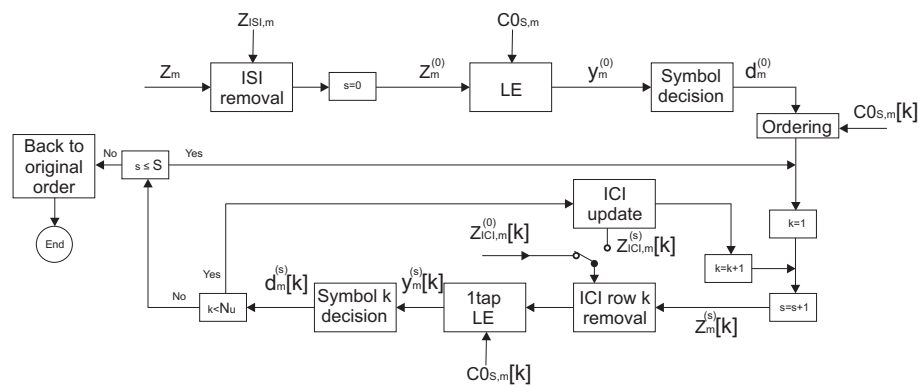 Z_ISI,m
C0_S,m
Z_m
ISI
removal
s=0
Z_m^(0)
LE
y_m^(0)
Symbol
decision
d_m^(0)
Ordering
C0_S,m[k]
Back to
original
order
No
s ≤ S
Yes
End
ICI
update
k=1
Z_ICI,m^(0)[k]
Z_ICI,m^(s)[k]
k=k+1
Yes
No
k<Nu
d_m^(s)[k]
Symbol k
decision
y_m^(s)[k]
1tap
LE
ICI row k
removal
Z_m^(s)[k]
s=s+1
C0_S,m[k]